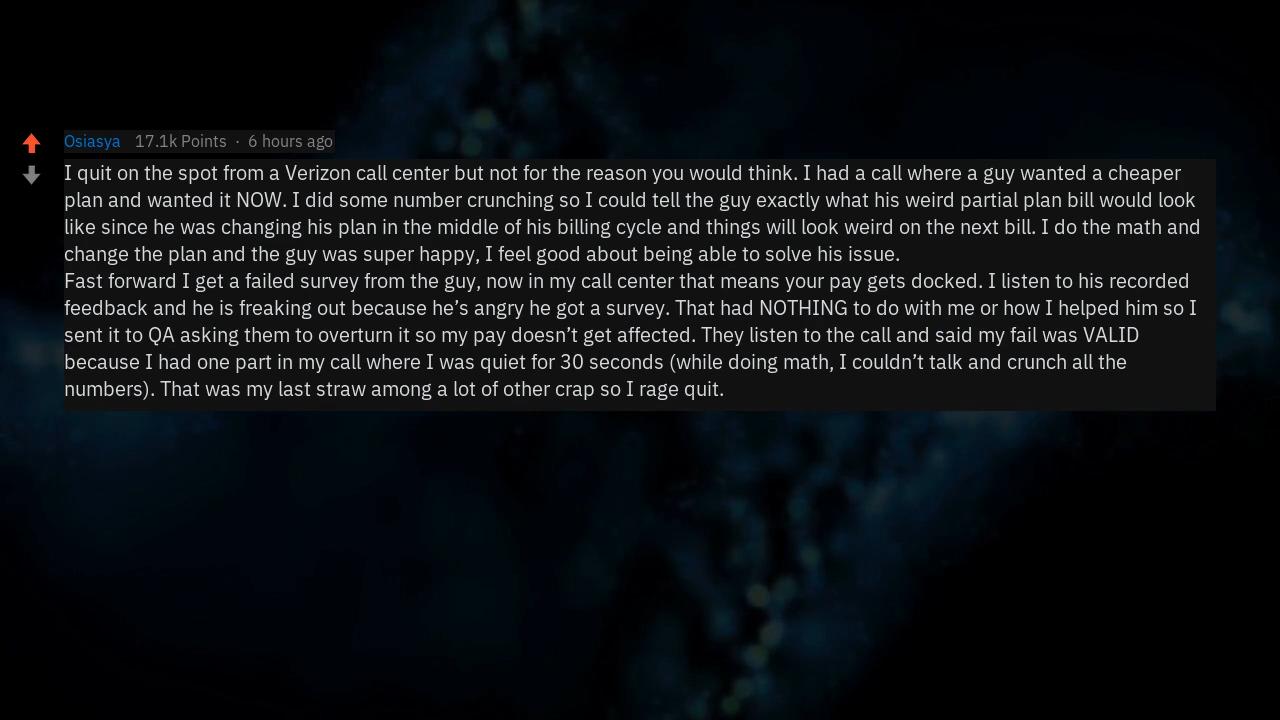 Osiasya 17.1k Points · 6 hours ago
I quit on the spot from a Verizon call center but not for the reason you would think. I had a call where a guy wanted a cheaper
plan and wanted it NOW. I did some number crunching so I could tell the guy exactly what his weird partial plan bill would look
like since he was changing his plan in the middle of his billing cycle and things will look weird on the next bill. I do the math and
change the plan and the guy was super happy, I feel good about being able to solve his issue.
Fast forward I get a failed survey from the guy, now in my call center that means your pay gets docked. I listen to his recorded
feedback and he is freaking out because he’s angry he got a survey. That had NOTHING to do with me or how I helped him so I
sent it to QA asking them to overturn it so my pay doesn’t get affected. They listen to the call and said my fail was VALID
because I had one part in my call where I was quiet for 30 seconds (while doing math, I couldn’t talk and crunch all the
numbers). That was my last straw among a lot of other crap so I rage quit.